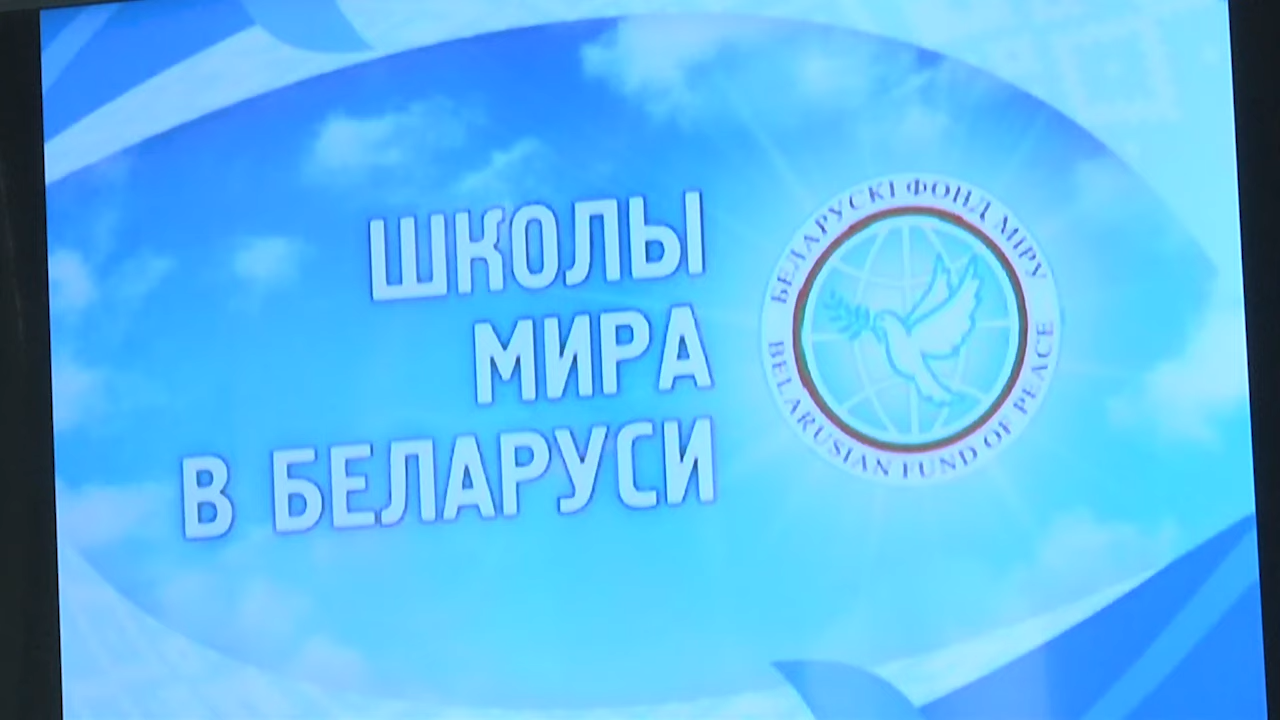 ШКОЛЫ
МИРА
В БЕЛАРУСИ
БЕЛАРУСКІ ФОНД МІРУ
BELARUSIAN FUND OF PEACE